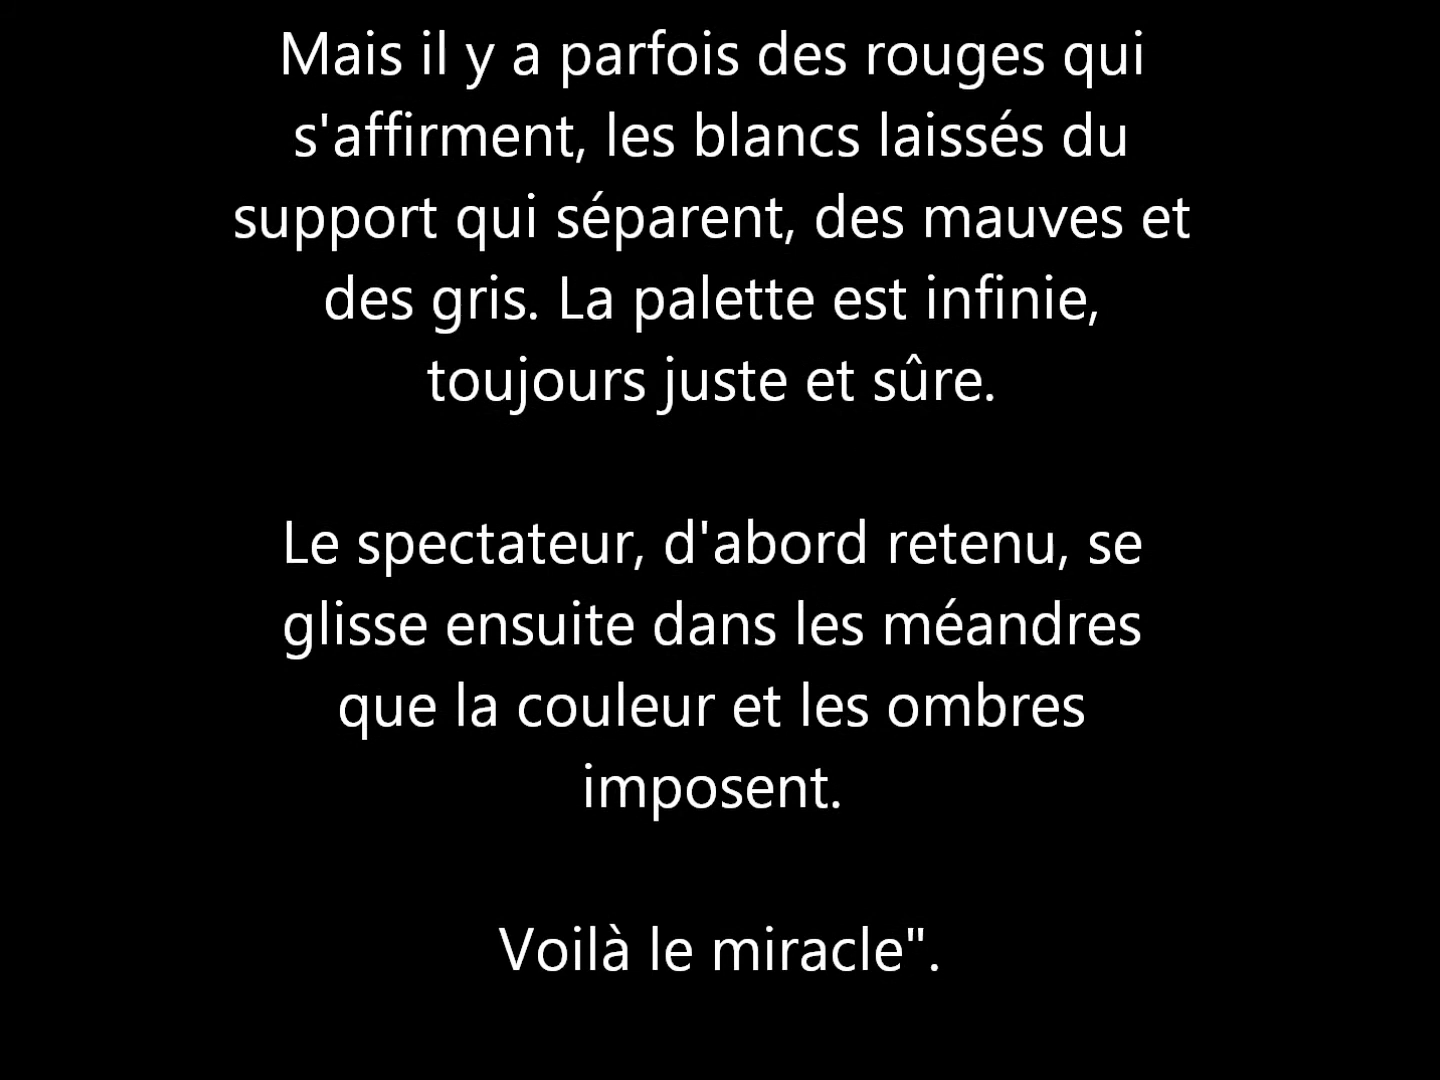 Mais il y a parfois des rouges qui
s'affirment, les blancs laissés du
support qui séparent, des mauves et
des gris. La palette est infinie,
toujours juste et sûre.
Le spectateur, d'abord retenu, se
glisse ensuite dans les méandres
que la couleur et les ombres
imposent.
Voilà le miracle".